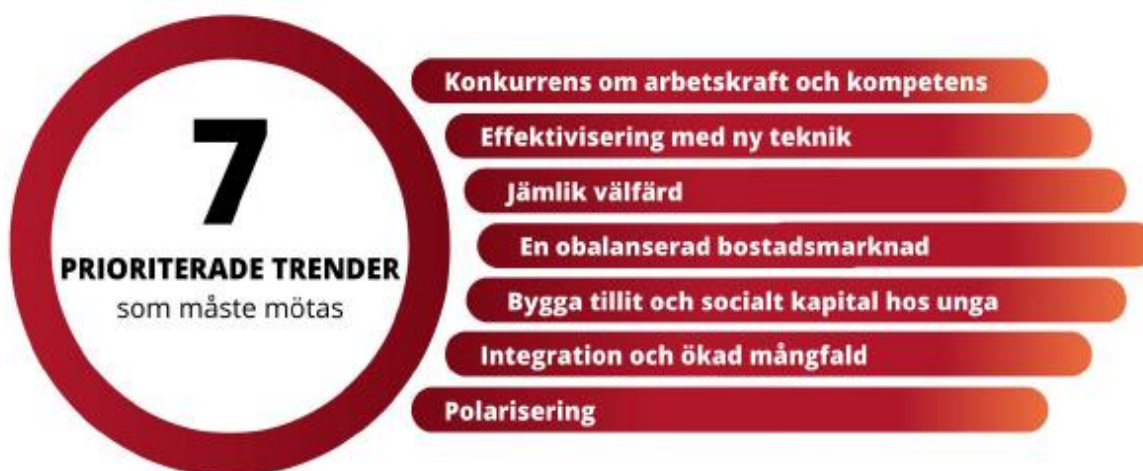 7
PRIORITERADE TRENDER
som måste mötas
Konkurrens om arbetskraft och kompetens
Effektivisering med ny teknik
Jämlik välfärd
En obalanserad bostadsmarknad
Bygga tillit och socialt kapital hos unga
Integration och ökad mångfald
Polarisering